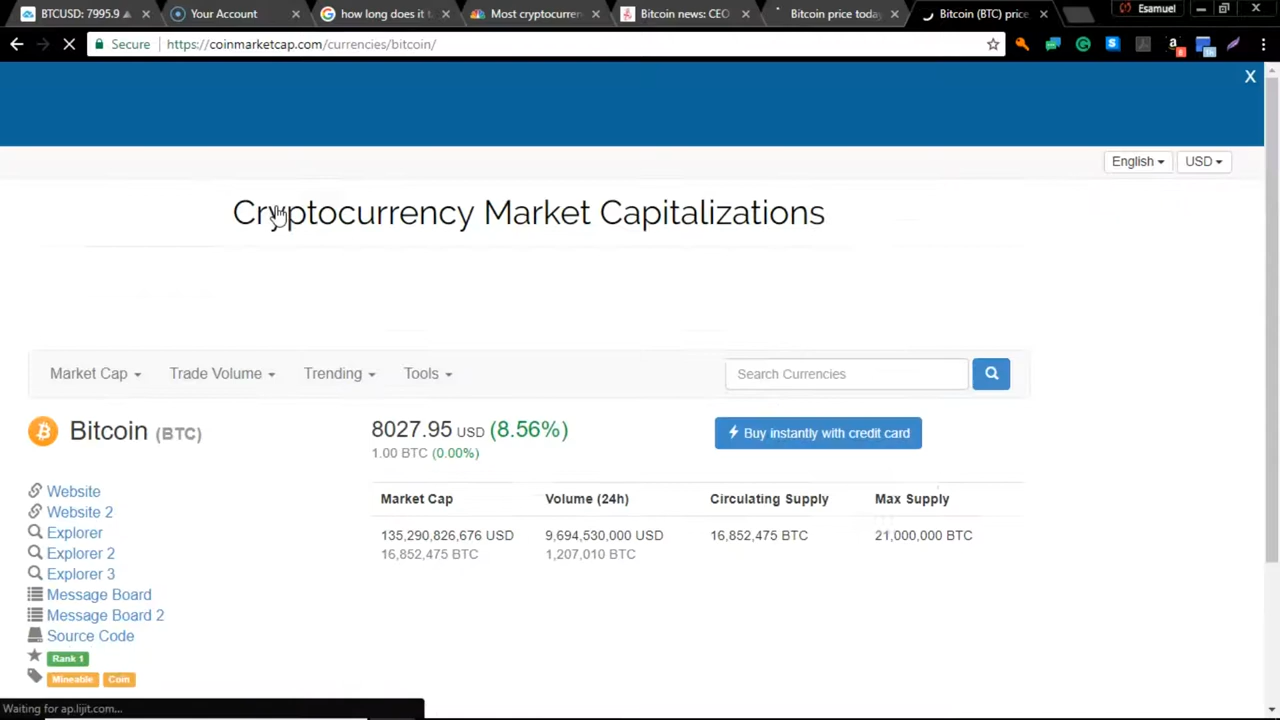 BTCUSD: 7995.9
Your Account
how long does it t
Most cryptocurren
Bitcoin news: CEO
Bitcoin price today
Bitcoin (BTC) price
Esamuel
Secure
https://coinmarketcap.com/currencies/bitcoin/
X
English
USD
Cryptocurrency Market Capitalizations
Market Cap
Trade Volume
Trending
Tools
Search Currencies
Bitcoin (BTC)
8027.95 USD (8.56%)
1.00 BTC (0.00%)
Buy instantly with credit card
Website
Website 2
Explorer
Explorer 2
Explorer 3
Message Board
Message Board 2
Source Code
Rank 1
Mineable Coin
Market Cap
Volume (24h)
Circulating Supply
Max Supply
135,290,826,676 USD
9,694,530,000 USD
16,852,475 BTC
21,000,000 BTC
16,852,475 BTC
1,207,010 BTC
Waiting for ap.lijit.com...